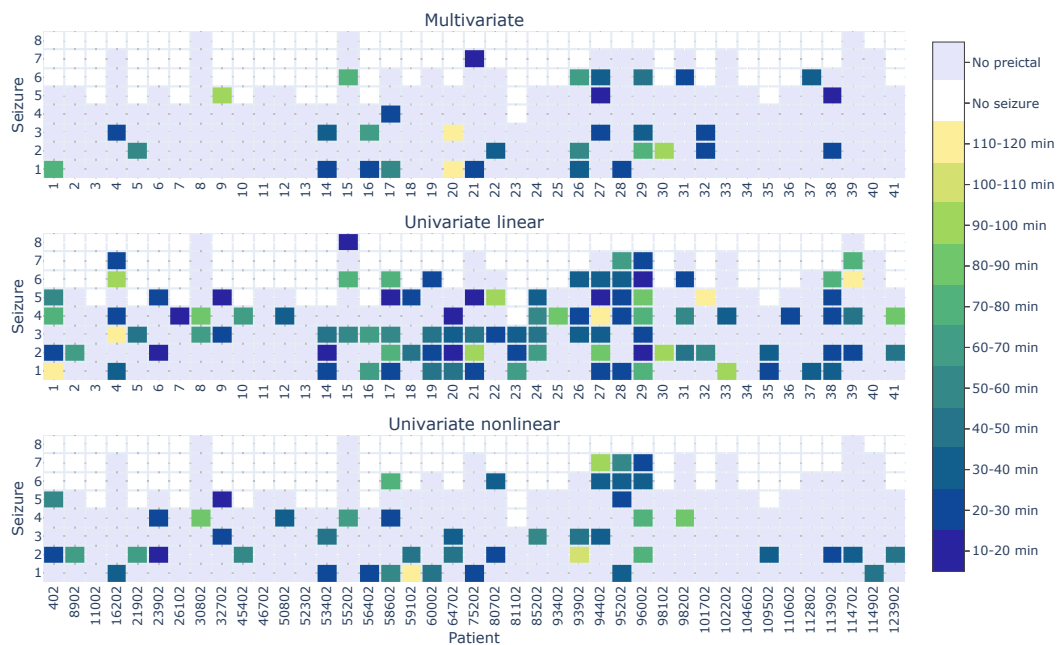 Multivariate
Seizure
8
7
6
5
4
3
2
1
1 2 3 4 5 6 7 8 9 10 11 12 13 14 15 16 17 18 19 20 21 22 23 24 25 26 27 28 29 30 31 32 33 34 35 36 37 38 39 40 41
Univariate linear
Seizure
8
7
6
5
4
3
2
1
1 2 3 4 5 6 7 8 9 10 11 12 13 14 15 16 17 18 19 20 21 22 23 24 25 26 27 28 29 30 31 32 33 34 35 36 37 38 39 40 41
Univariate nonlinear
Seizure
8
7
6
5
4
3
2
1
402 8902 11002 16202 21902 23902 26102 30802 32702 45402 46702 50802 52302 53402 55202 56402 58602 59102 60002 64702 75202 80702 81102 85202 93402 93902 94402 95202 96002 98102 98202 101702 102202 104602 109502 110602 112802 113902 114702 114902 123902
Patient
No preictal
No seizure
110-120 min
100-110 min
90-100 min
80-90 min
70-80 min
60-70 min
50-60 min
40-50 min
30-40 min
20-30 min
10-20 min